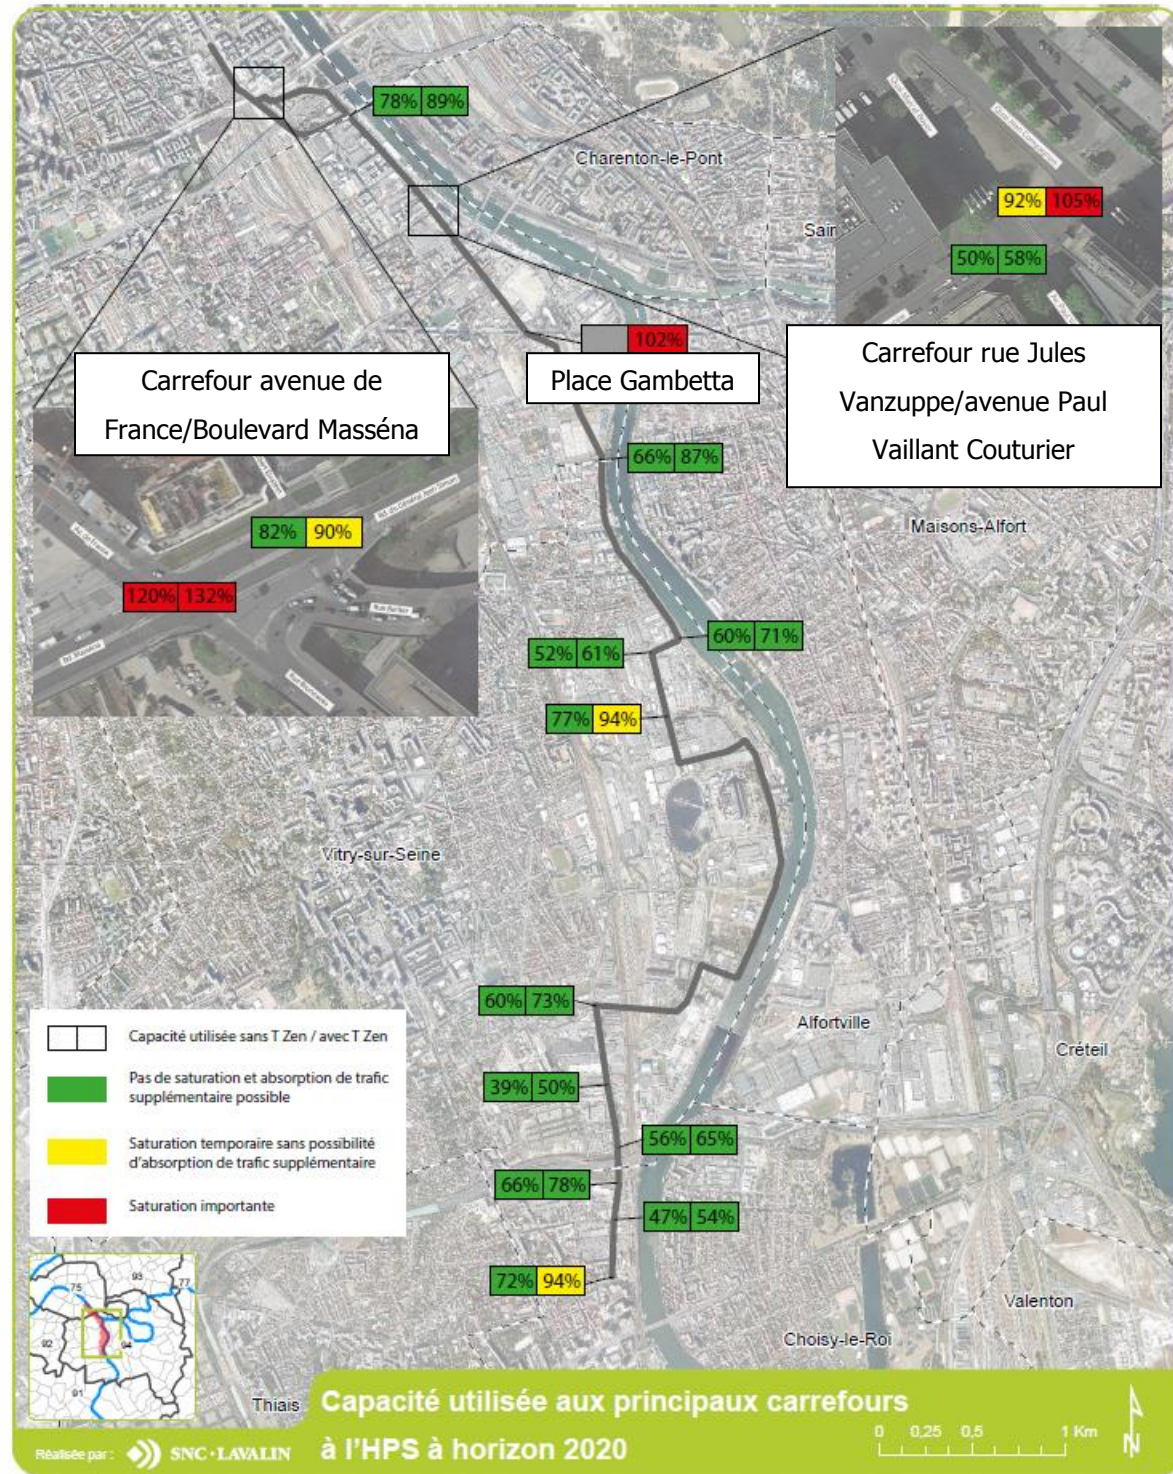 78% 89%
Charenton-le-Pont
92% 105%
50% 58%
102%
Carrefour avenue de
France/Boulevard Masséna
Place Gambetta
Carrefour rue Jules
Vanzuppe/avenue Paul
Vaillant Couturier
66% 87%
82% 90%
Maisons-Alfort
120% 132%
Bd. Masséna
60% 71%
52% 61%
77% 94%
Vitry-sur-Seine
60% 73%
Alfortville
Créteil
Capacité utilisée sans T Zen / avec T Zen
Pas de saturation et absorption de trafic
supplémentaire possible
Saturation temporaire sans possibilité
d'absorption de trafic supplémentaire
Saturation importante
39% 50%
56% 65%
66% 78%
47% 54%
72% 94%
93
75
77
92
94
91
Valenton
Choisy-le-Roi
Thiais
Capacité utilisée aux principaux carrefours
à l'HPS à horizon 2020
Réalisée par : SNC·LAVALIN
0 0,25 0,5 1 Km
N